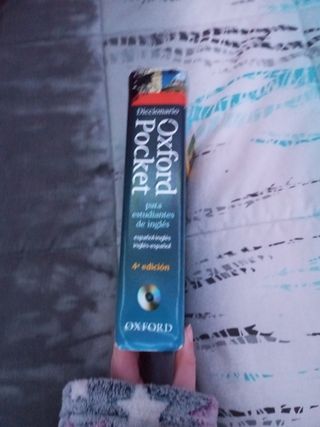 Diccionario
Oxford
Pocket
para
estudiantes
de inglés
español-inglés
inglés-español
4ª edición
OXFORD